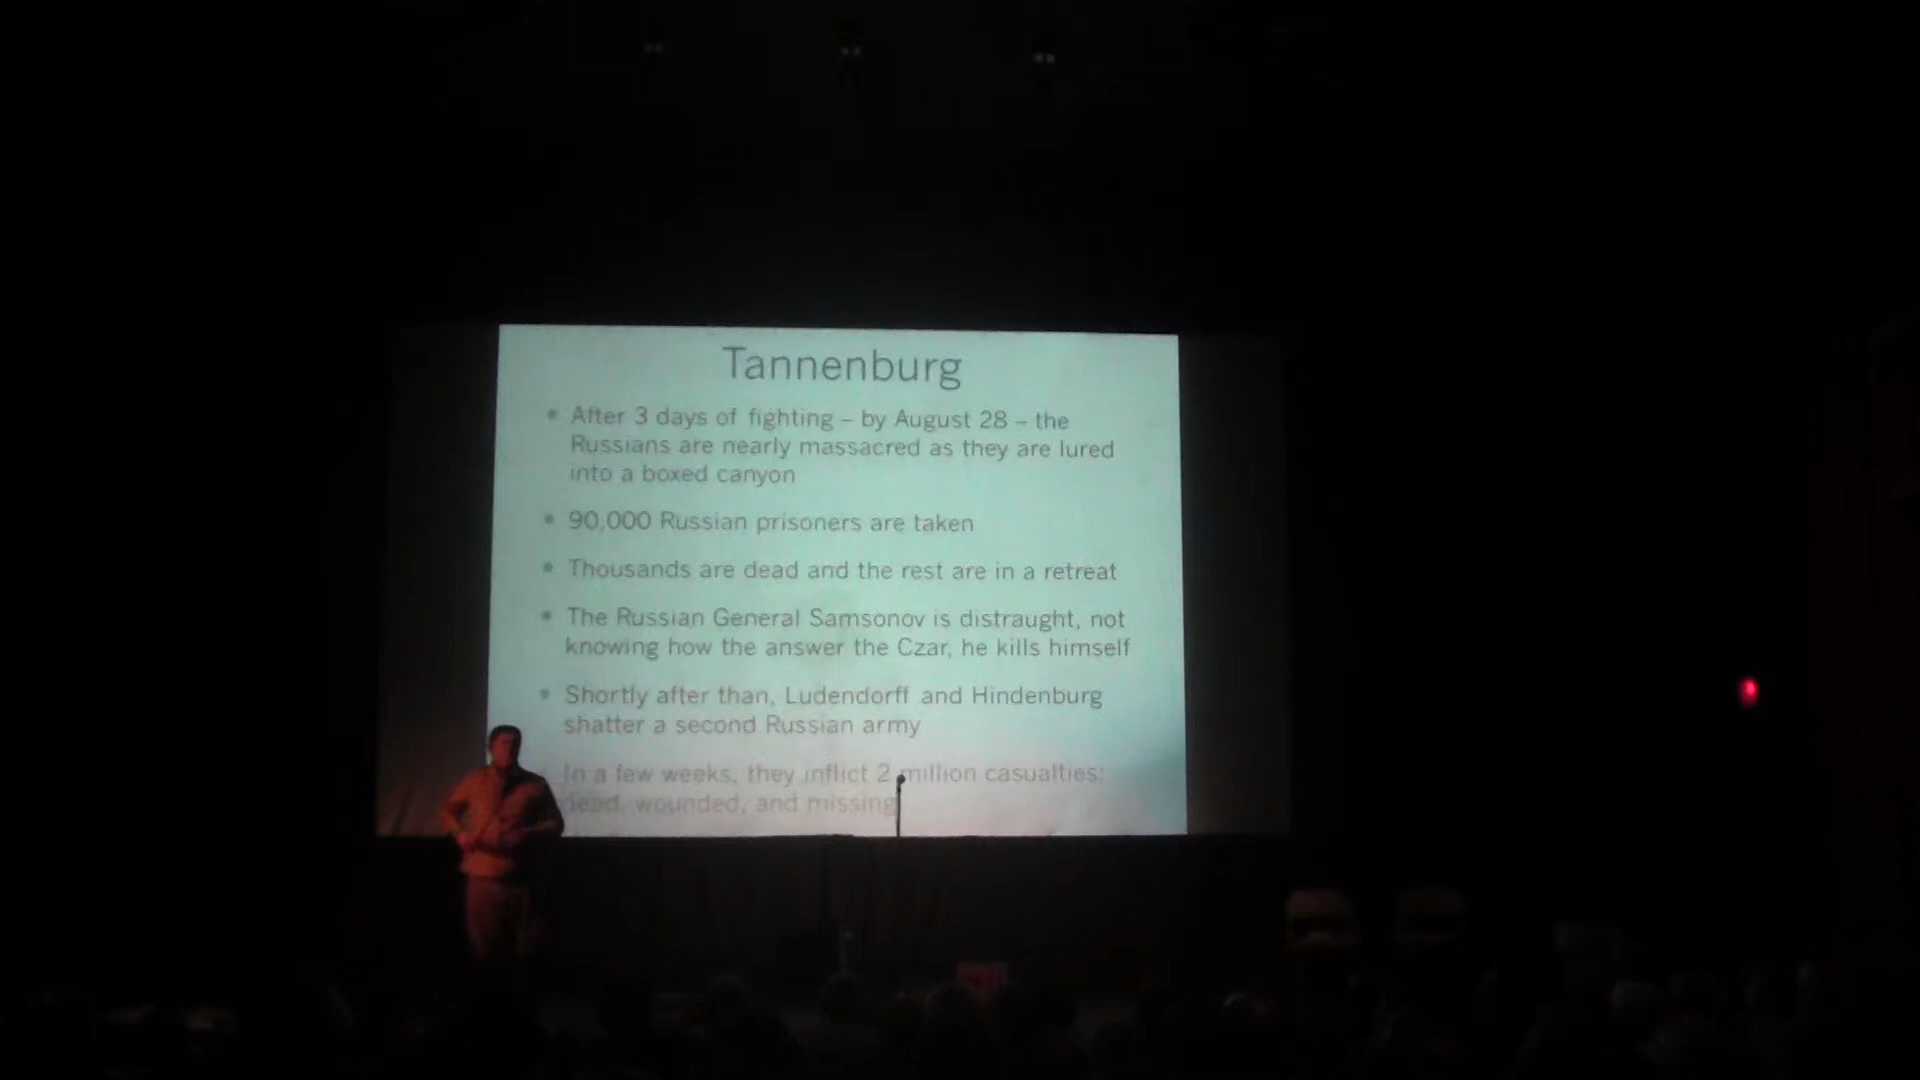 Tannenburg
• After 3 days of fighting – by August 28 – the
Russians are nearly massacred as they are lured
into a boxed canyon
• 90,000 Russian prisoners are taken
• Thousands are dead and the rest are in a retreat
• The Russian General Samsonov is distraught, not
knowing how the answer the Czar, he kills himself
• Shortly after than, Ludendorff and Hindenburg
shatter a second Russian army
In a few weeks, they inflict 2 million casualties:
dead, wounded, and missing